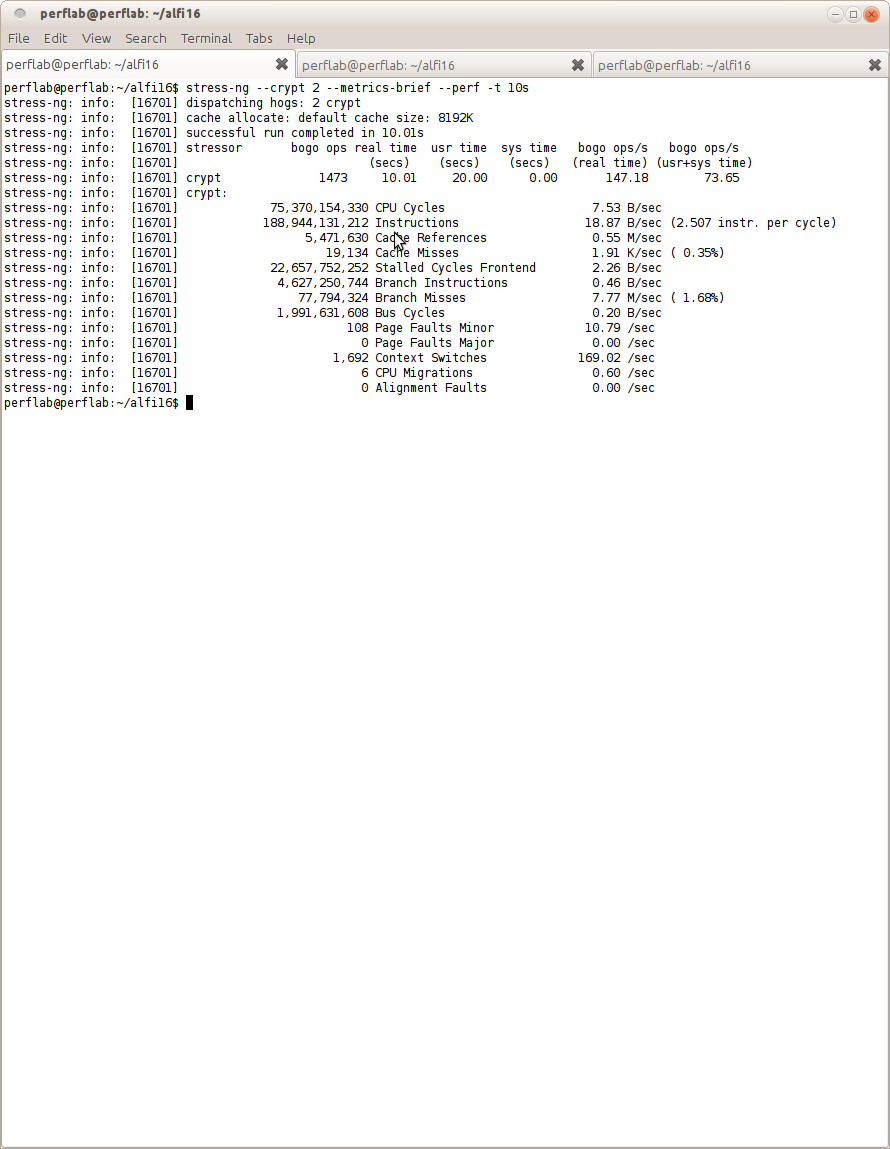 perflab@perflab: ~/alfi16
File Edit View Search Terminal Tabs Help
perflab@perflab: ~/alfi16 perflab@perflab: ~/alfi16 perflab@perflab: ~/alfi16
perflab@perflab:~/alfi16$ stress-ng --crypt 2 --metrics-brief --perf -t 10s
stress-ng: info: [16701] dispatching hogs: 2 crypt
stress-ng: info: [16701] cache allocate: default cache size: 8192K
stress-ng: info: [16701] successful run completed in 10.01s
stress-ng: info: [16701] stressor bogo ops real time usr time sys time bogo ops/s bogo ops/s
stress-ng: info: [16701] (secs) (secs) (secs) (real time) (usr+sys time)
stress-ng: info: [16701] crypt 1473 10.01 20.00 0.00 147.18 73.65
stress-ng: info: [16701] crypt:
stress-ng: info: [16701] 75,370,154,330 CPU Cycles 7.53 B/sec
stress-ng: info: [16701] 188,944,131,212 Instructions 18.87 B/sec (2.507 instr. per cycle)
stress-ng: info: [16701] 5,471,630 Cache References 0.55 M/sec
stress-ng: info: [16701] 19,134 Cache Misses 1.91 K/sec ( 0.35%)
stress-ng: info: [16701] 22,657,752,252 Stalled Cycles Frontend 2.26 B/sec
stress-ng: info: [16701] 4,627,250,744 Branch Instructions 0.46 B/sec
stress-ng: info: [16701] 77,794,324 Branch Misses 7.77 M/sec ( 1.68%)
stress-ng: info: [16701] 1,991,631,608 Bus Cycles 0.20 B/sec
stress-ng: info: [16701] 108 Page Faults Minor 10.79 /sec
stress-ng: info: [16701] 0 Page Faults Major 0.00 /sec
stress-ng: info: [16701] 1,692 Context Switches 169.02 /sec
stress-ng: info: [16701] 6 CPU Migrations 0.60 /sec
stress-ng: info: [16701] 0 Alignment Faults 0.00 /sec
perflab@perflab:~/alfi16$